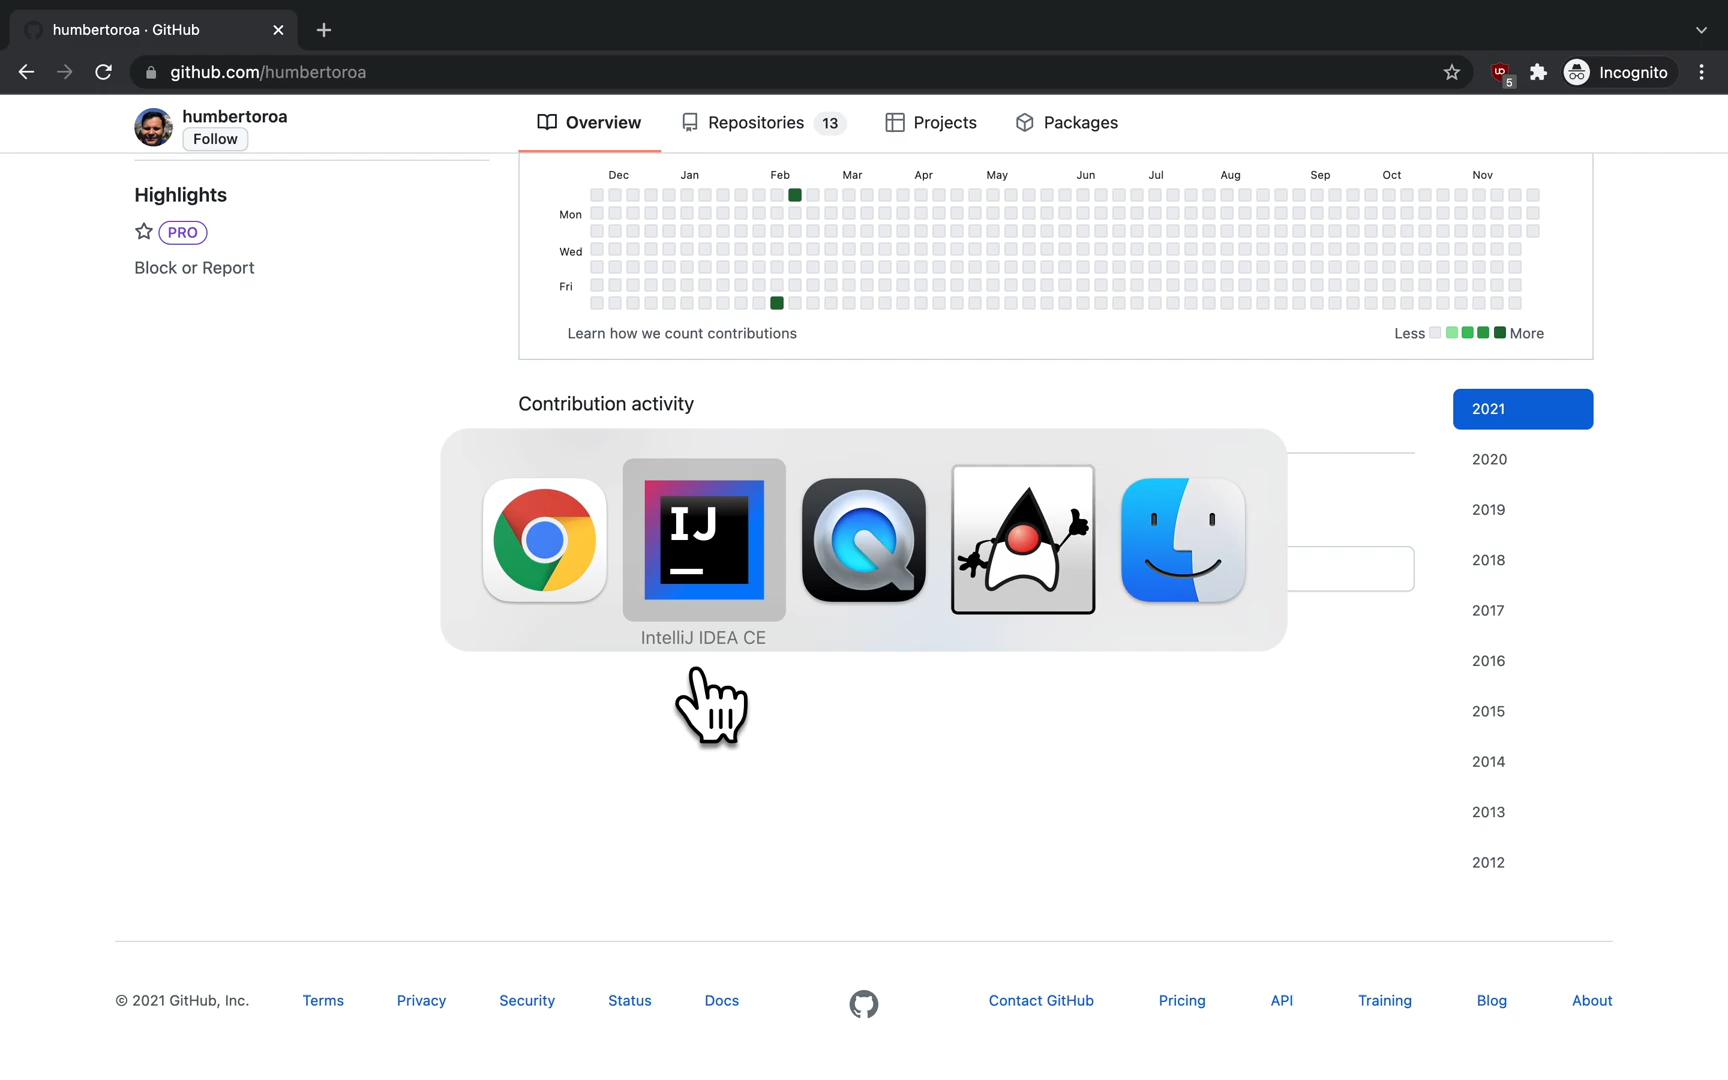 humbertoroa · GitHub
github.com/humbertoroa
5
Incognito
humbertoroa
Follow
Overview
Repositories 13
Projects
Packages
Highlights
PRO
Block or Report
Dec Jan Feb Mar Apr May Jun Jul Aug Sep Oct Nov
Mon
Wed
Fri
Learn how we count contributions
Less More
Contribution activity
2021
2020
2019
2018
2017
2016
2015
2014
2013
2012
IJ
IntelliJ IDEA CE
© 2021 GitHub, Inc.
Terms
Privacy
Security
Status
Docs
Contact GitHub
Pricing
API
Training
Blog
About